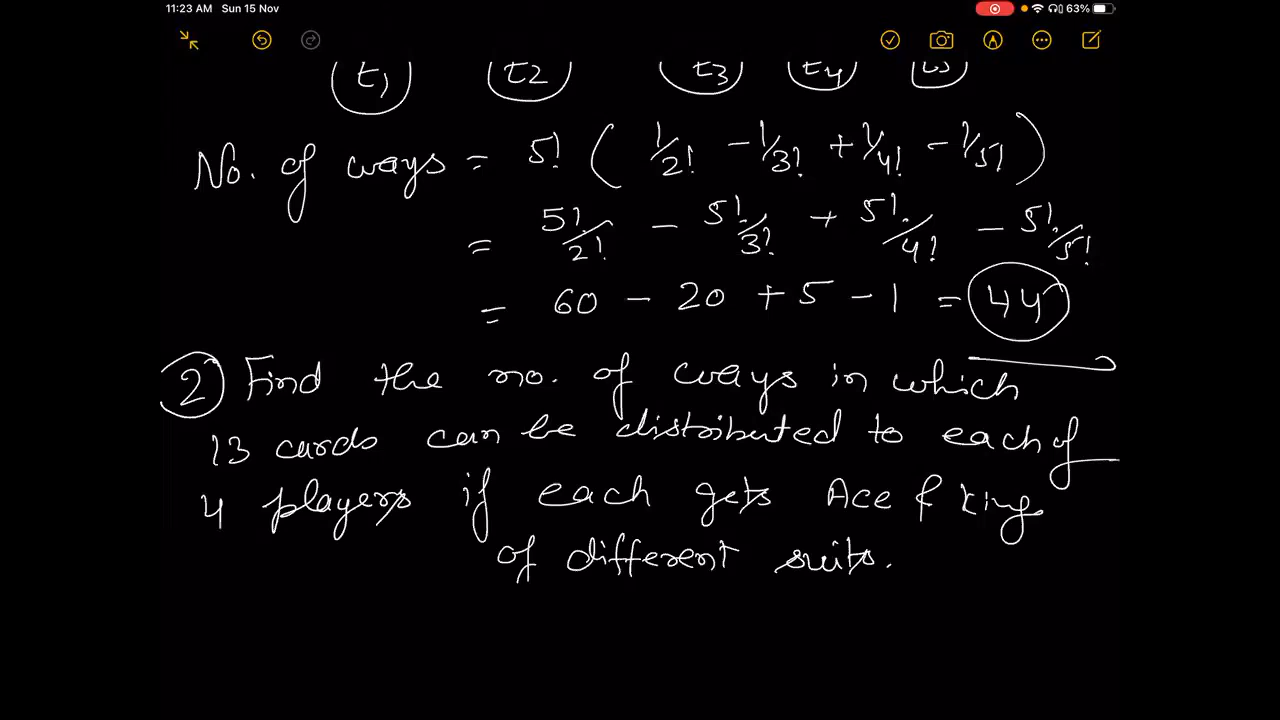 11:23 AM Sun 15 Nov 63%
t1 t2 t3 t4 t5
No. of ways = 5! ( 1/2! - 1/3! + 1/4! - 1/5! )
= 5!/2! - 5!/3! + 5!/4! - 5!/5!
= 60 - 20 + 5 - 1 = 44
2 Find the no. of ways in which
13 cards can be distributed to each of
4 players if each gets Ace & King
of different suits.